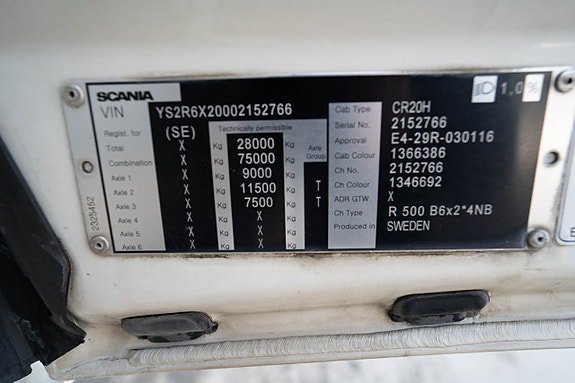 SCANIA
VIN YS2R6X20002152766
(SE)
Regist. for Technically permissible
Total X Kg 28000 Kg Axle
Combination X Kg 75000 Kg Group
Axle 1 X Kg 9000 Kg
Axle 2 X Kg 11500 Kg T
Axle 3 X Kg 7500 Kg T
Axle 4 X Kg X Kg
Axle 5 X Kg X Kg
Axle 6 X Kg X Kg
2325452
1,0 %
Cab Type CR20H
Serial No. 2152766
Approval E4-29R-030116
Cab Colour 1366386
Ch No. 2152766
Ch Colour 1346692
ADR GTW X
Ch Type R 500 B6x2*4NB
Produced in SWEDEN